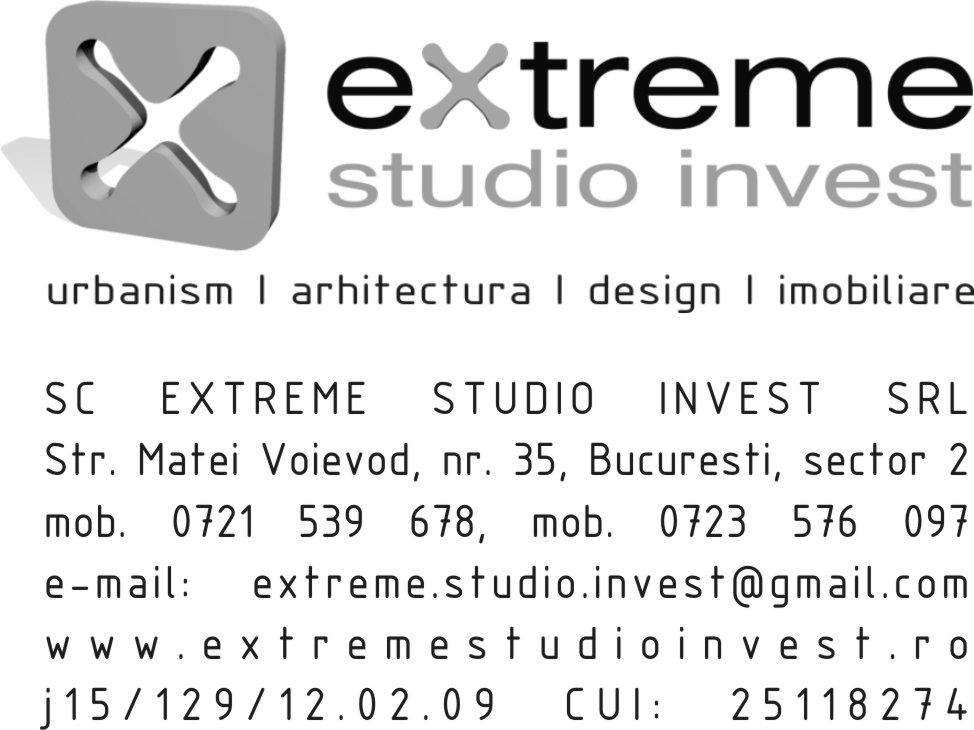 extreme
studio invest
urbanism | arhitectura | design | imobiliare
SC EXTREME STUDIO INVEST SRL
Str. Matei Voievod, nr. 35, Bucuresti, sector 2
mob. 0721 539 678, mob. 0723 576 097
e-mail: extreme.studio.invest@gmail.com
www.extremestudioinvest.ro
j15/129/12.02.09 CUI: 25118274